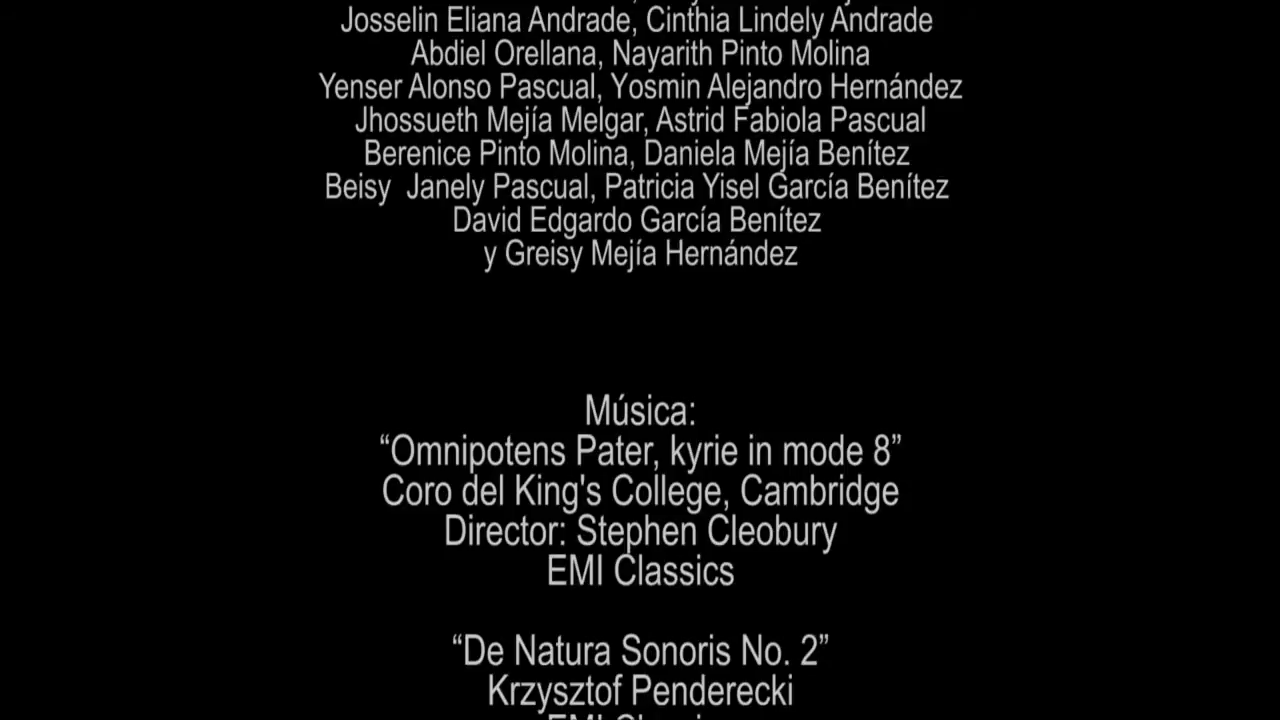 Josselin Eliana Andrade, Cinthia Lindely Andrade
Abdiel Orellana, Nayarith Pinto Molina
Yenser Alonso Pascual, Yosmin Alejandro Hernández
Jhossueth Mejía Melgar, Astrid Fabiola Pascual
Berenice Pinto Molina, Daniela Mejía Benítez
Beisy  Janely Pascual, Patricia Yisel García Benítez
David Edgardo García Benítez
y Greisy Mejía Hernández
Música:
“Omnipotens Pater, kyrie in mode 8”
Coro del King's College, Cambridge
Director: Stephen Cleobury
EMI Classics
“De Natura Sonoris No. 2”
Krzysztof Penderecki
EMI Classics